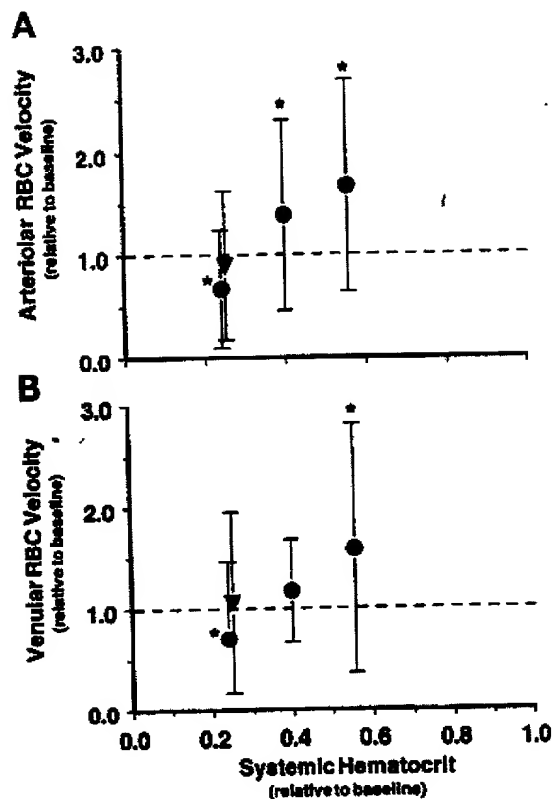 A
Arteriolar RBC Velocity
(relative to baseline)
3.0
2.0
1.0
0.0
*
*
*
B
Venular RBC Velocity
(relative to baseline)
3.0
2.0
1.0
0.0
*
*
0.0 0.2 0.4 0.6 0.8 1.0
Systemic Hematocrit
(relative to baseline)